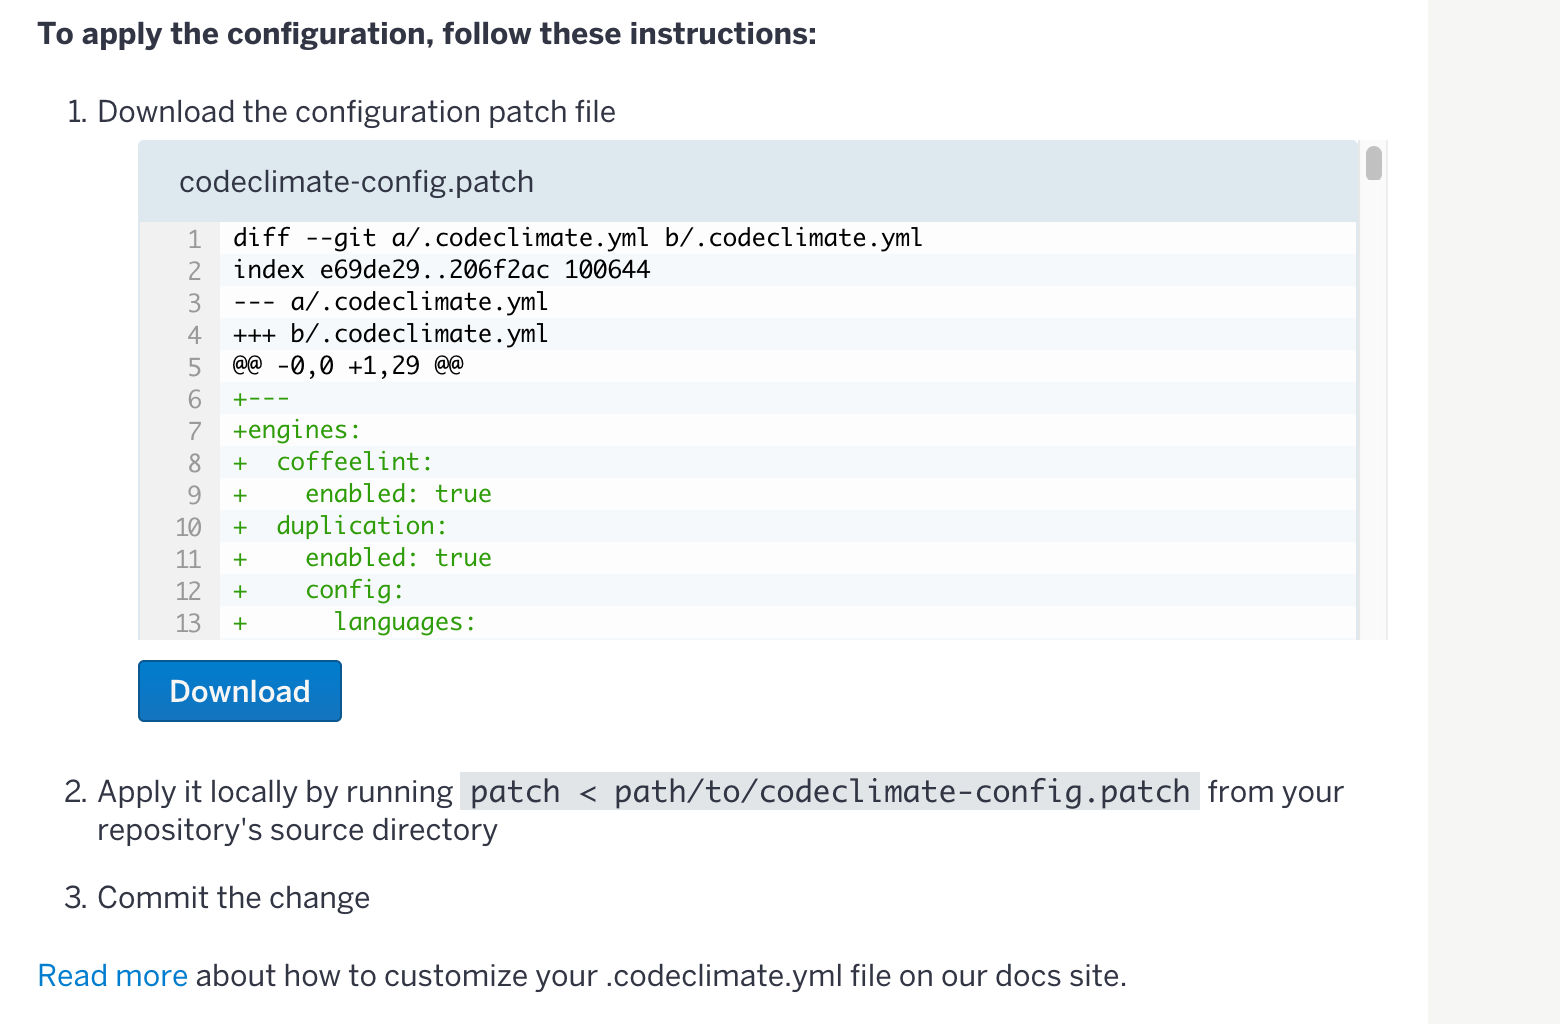 To apply the configuration, follow these instructions:
1. Download the configuration patch file
codeclimate-config.patch
1 diff --git a/.codeclimate.yml b/.codeclimate.yml
2 index e69de29..206f2ac 100644
3 --- a/.codeclimate.yml
4 +++ b/.codeclimate.yml
5 @@ -0,0 +1,29 @@
6 +---
7 +engines:
8 +  coffeelint:
9 +    enabled: true
10 +  duplication:
11 +    enabled: true
12 +    config:
13 +      languages:
Download
2. Apply it locally by running patch < path/to/codeclimate-config.patch from your
repository's source directory
3. Commit the change
Read more about how to customize your .codeclimate.yml file on our docs site.